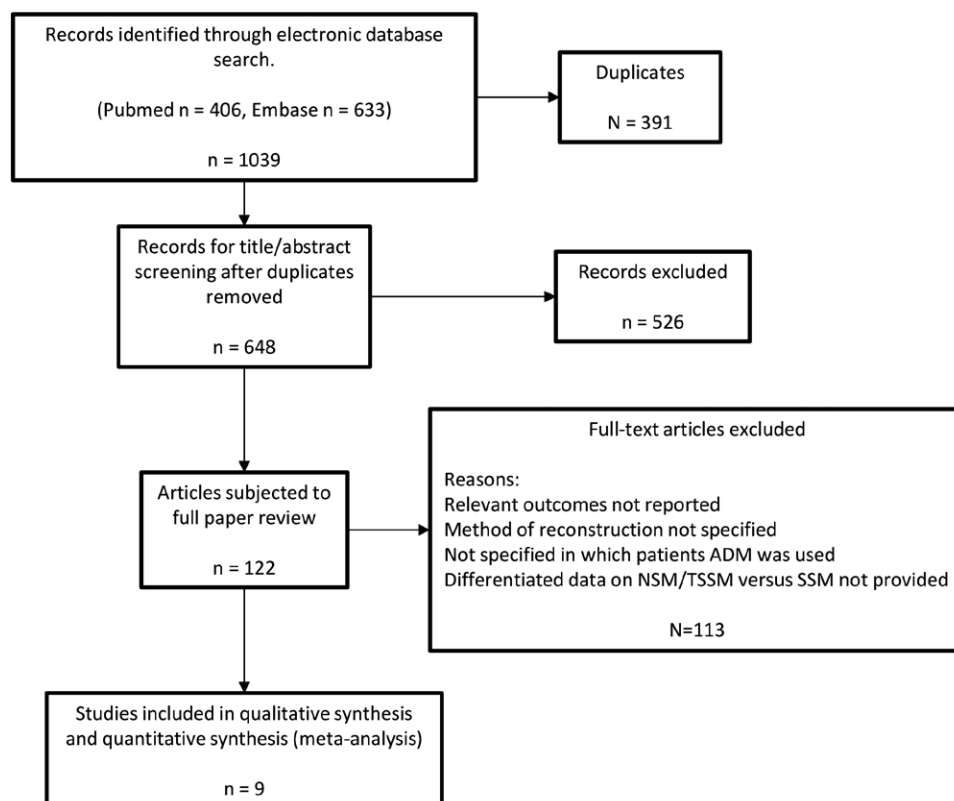 Records identified through electronic database
search.
(Pubmed n = 406, Embase n = 633)
n = 1039
Duplicates
N = 391
Records for title/abstract
screening after duplicates
removed
n = 648
Records excluded
n = 526
Articles subjected to
full paper review
n = 122
Full-text articles excluded
Reasons:
Relevant outcomes not reported
Method of reconstruction not specified
Not specified in which patients ADM was used
Differentiated data on NSM/TSSM versus SSM not provided
N=113
Studies included in qualitative synthesis
and quantitative synthesis (meta-analysis)
n = 9